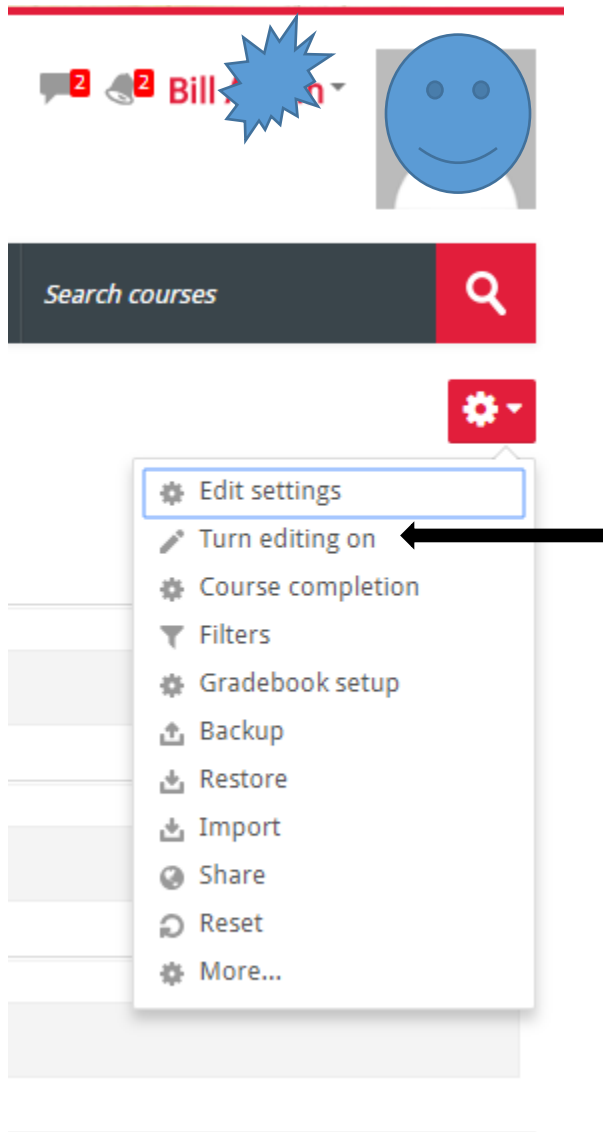 2 2 Bill
Search courses
Edit settings
Turn editing on
Course completion
Filters
Gradebook setup
Backup
Restore
Import
Share
Reset
More...